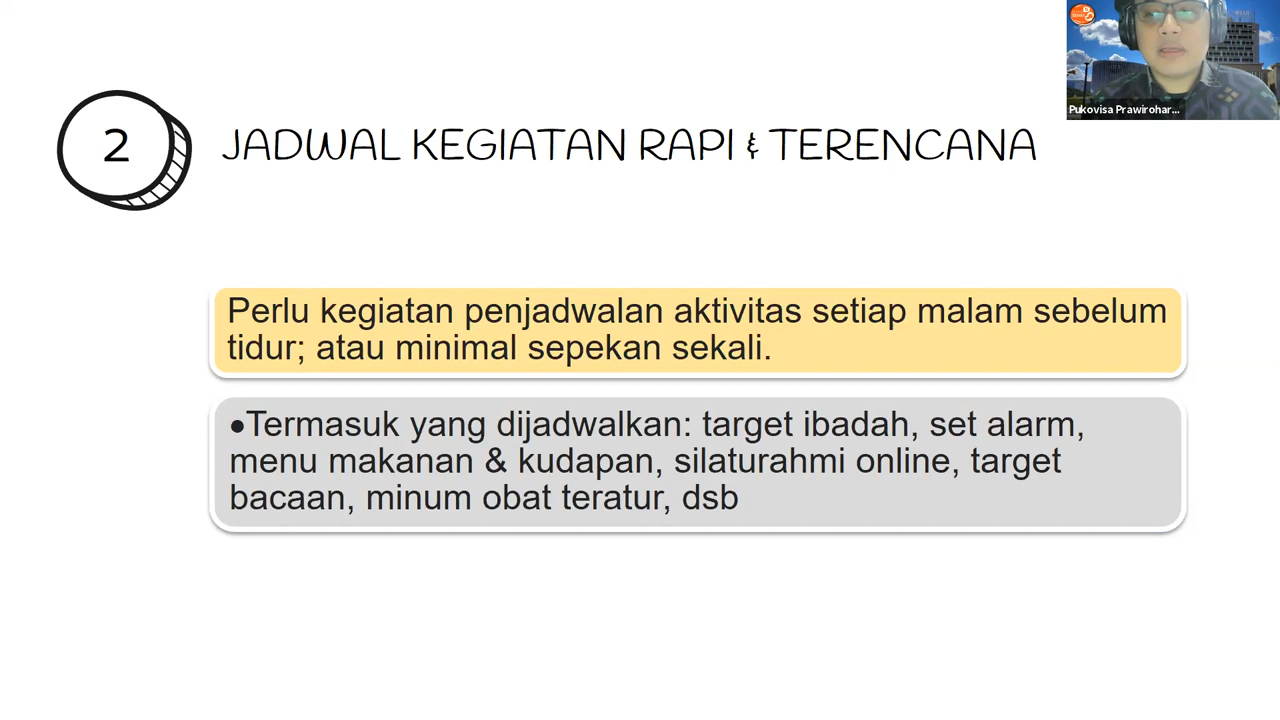 2
JADWAL KEGIATAN RAPI & TERENCANA
Perlu kegiatan penjadwalan aktivitas setiap malam sebelum
tidur; atau minimal sepekan sekali.
•Termasuk yang dijadwalkan: target ibadah, set alarm,
menu makanan & kudapan, silaturahmi online, target
bacaan, minum obat teratur, dsb
Pukovisa Prawirohar...